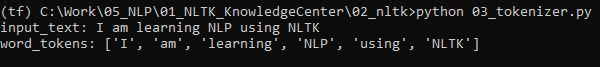 (tf) C:\Work\05_NLP\01_NLTK_KnowledgeCenter\02_nltk>python 03_tokenizer.py
input_text: I am learning NLP using NLTK
word_tokens: ['I', 'am', 'learning', 'NLP', 'using', 'NLTK']